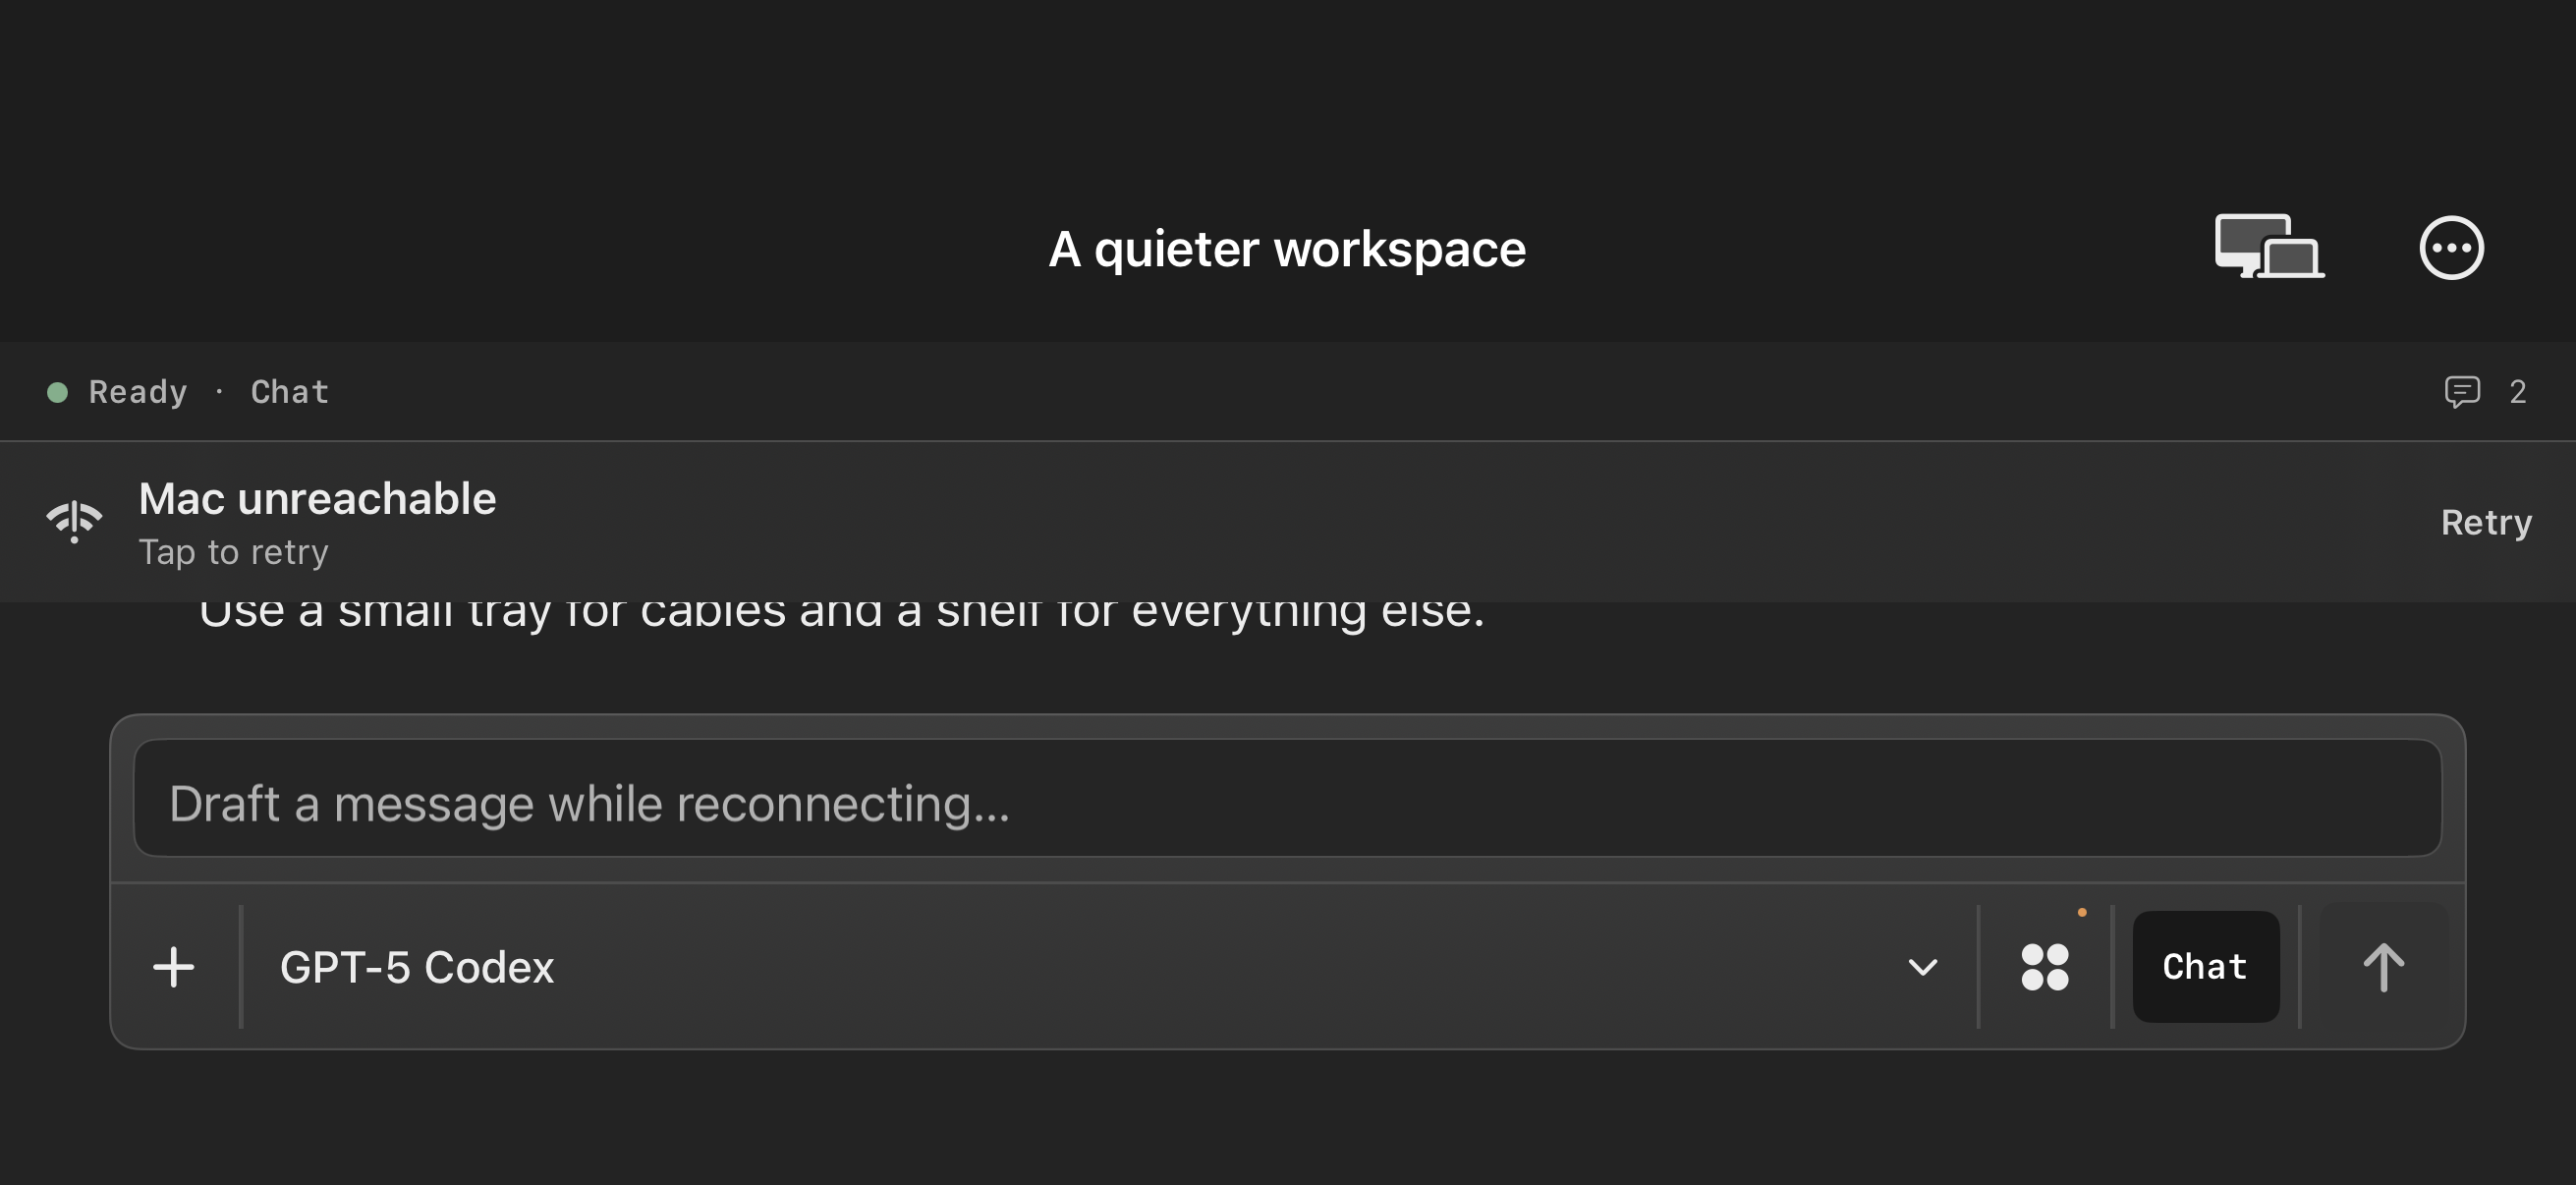 A quieter workspace
Ready · Chat
2
Mac unreachable
Tap to retry
Retry
Use a small tray for cables and a shelf for everything else.
Draft a message while reconnecting...
GPT-5 Codex
Chat